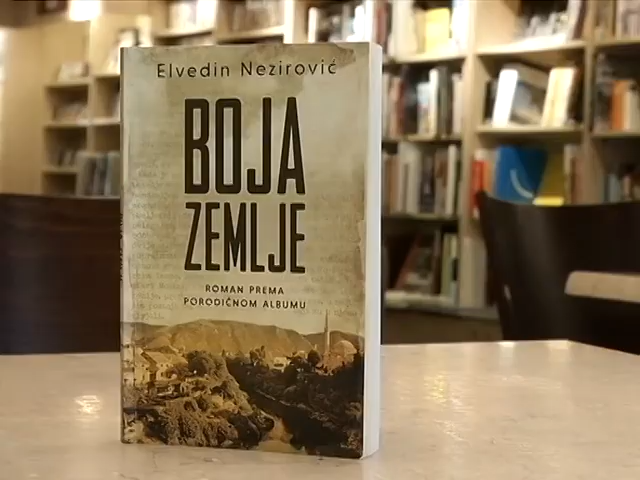 Elvedin Nezirović
BOJA
ZEMLJE
ROMAN PREMA
PORODIČNOM ALBUMU